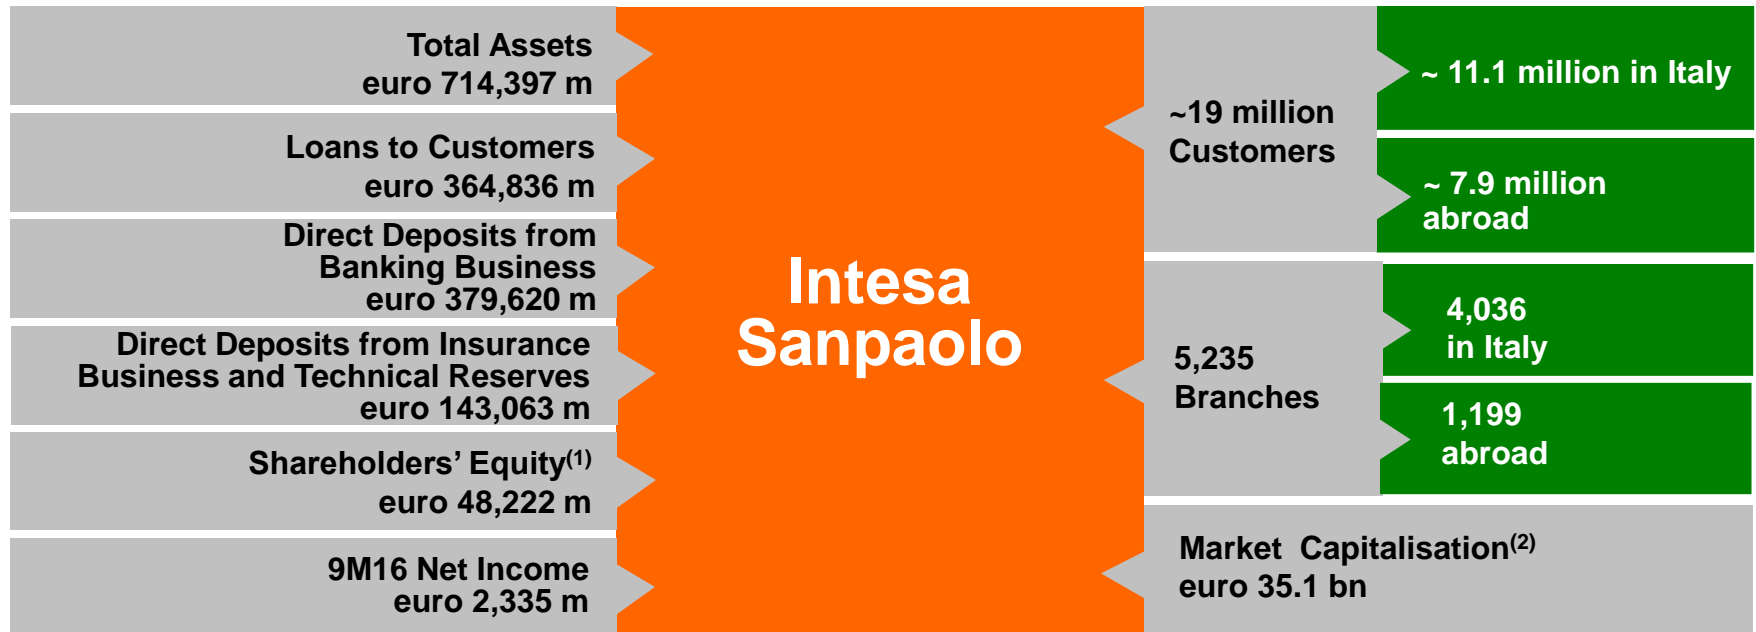 Total Assets
euro 714,397 m
Loans to Customers
euro 364,836 m
Direct Deposits from
Banking Business
euro 379,620 m
Direct Deposits from Insurance
Business and Technical Reserves
euro 143,063 m
Shareholders’ Equity(1)
euro 48,222 m
9M16 Net Income
euro 2,335 m
Intesa
Sanpaolo
~19 million
Customers
~ 11.1 million in Italy
~ 7.9 million
abroad
5,235
Branches
4,036
in Italy
1,199
abroad
Market Capitalisation(2)
euro 35.1 bn